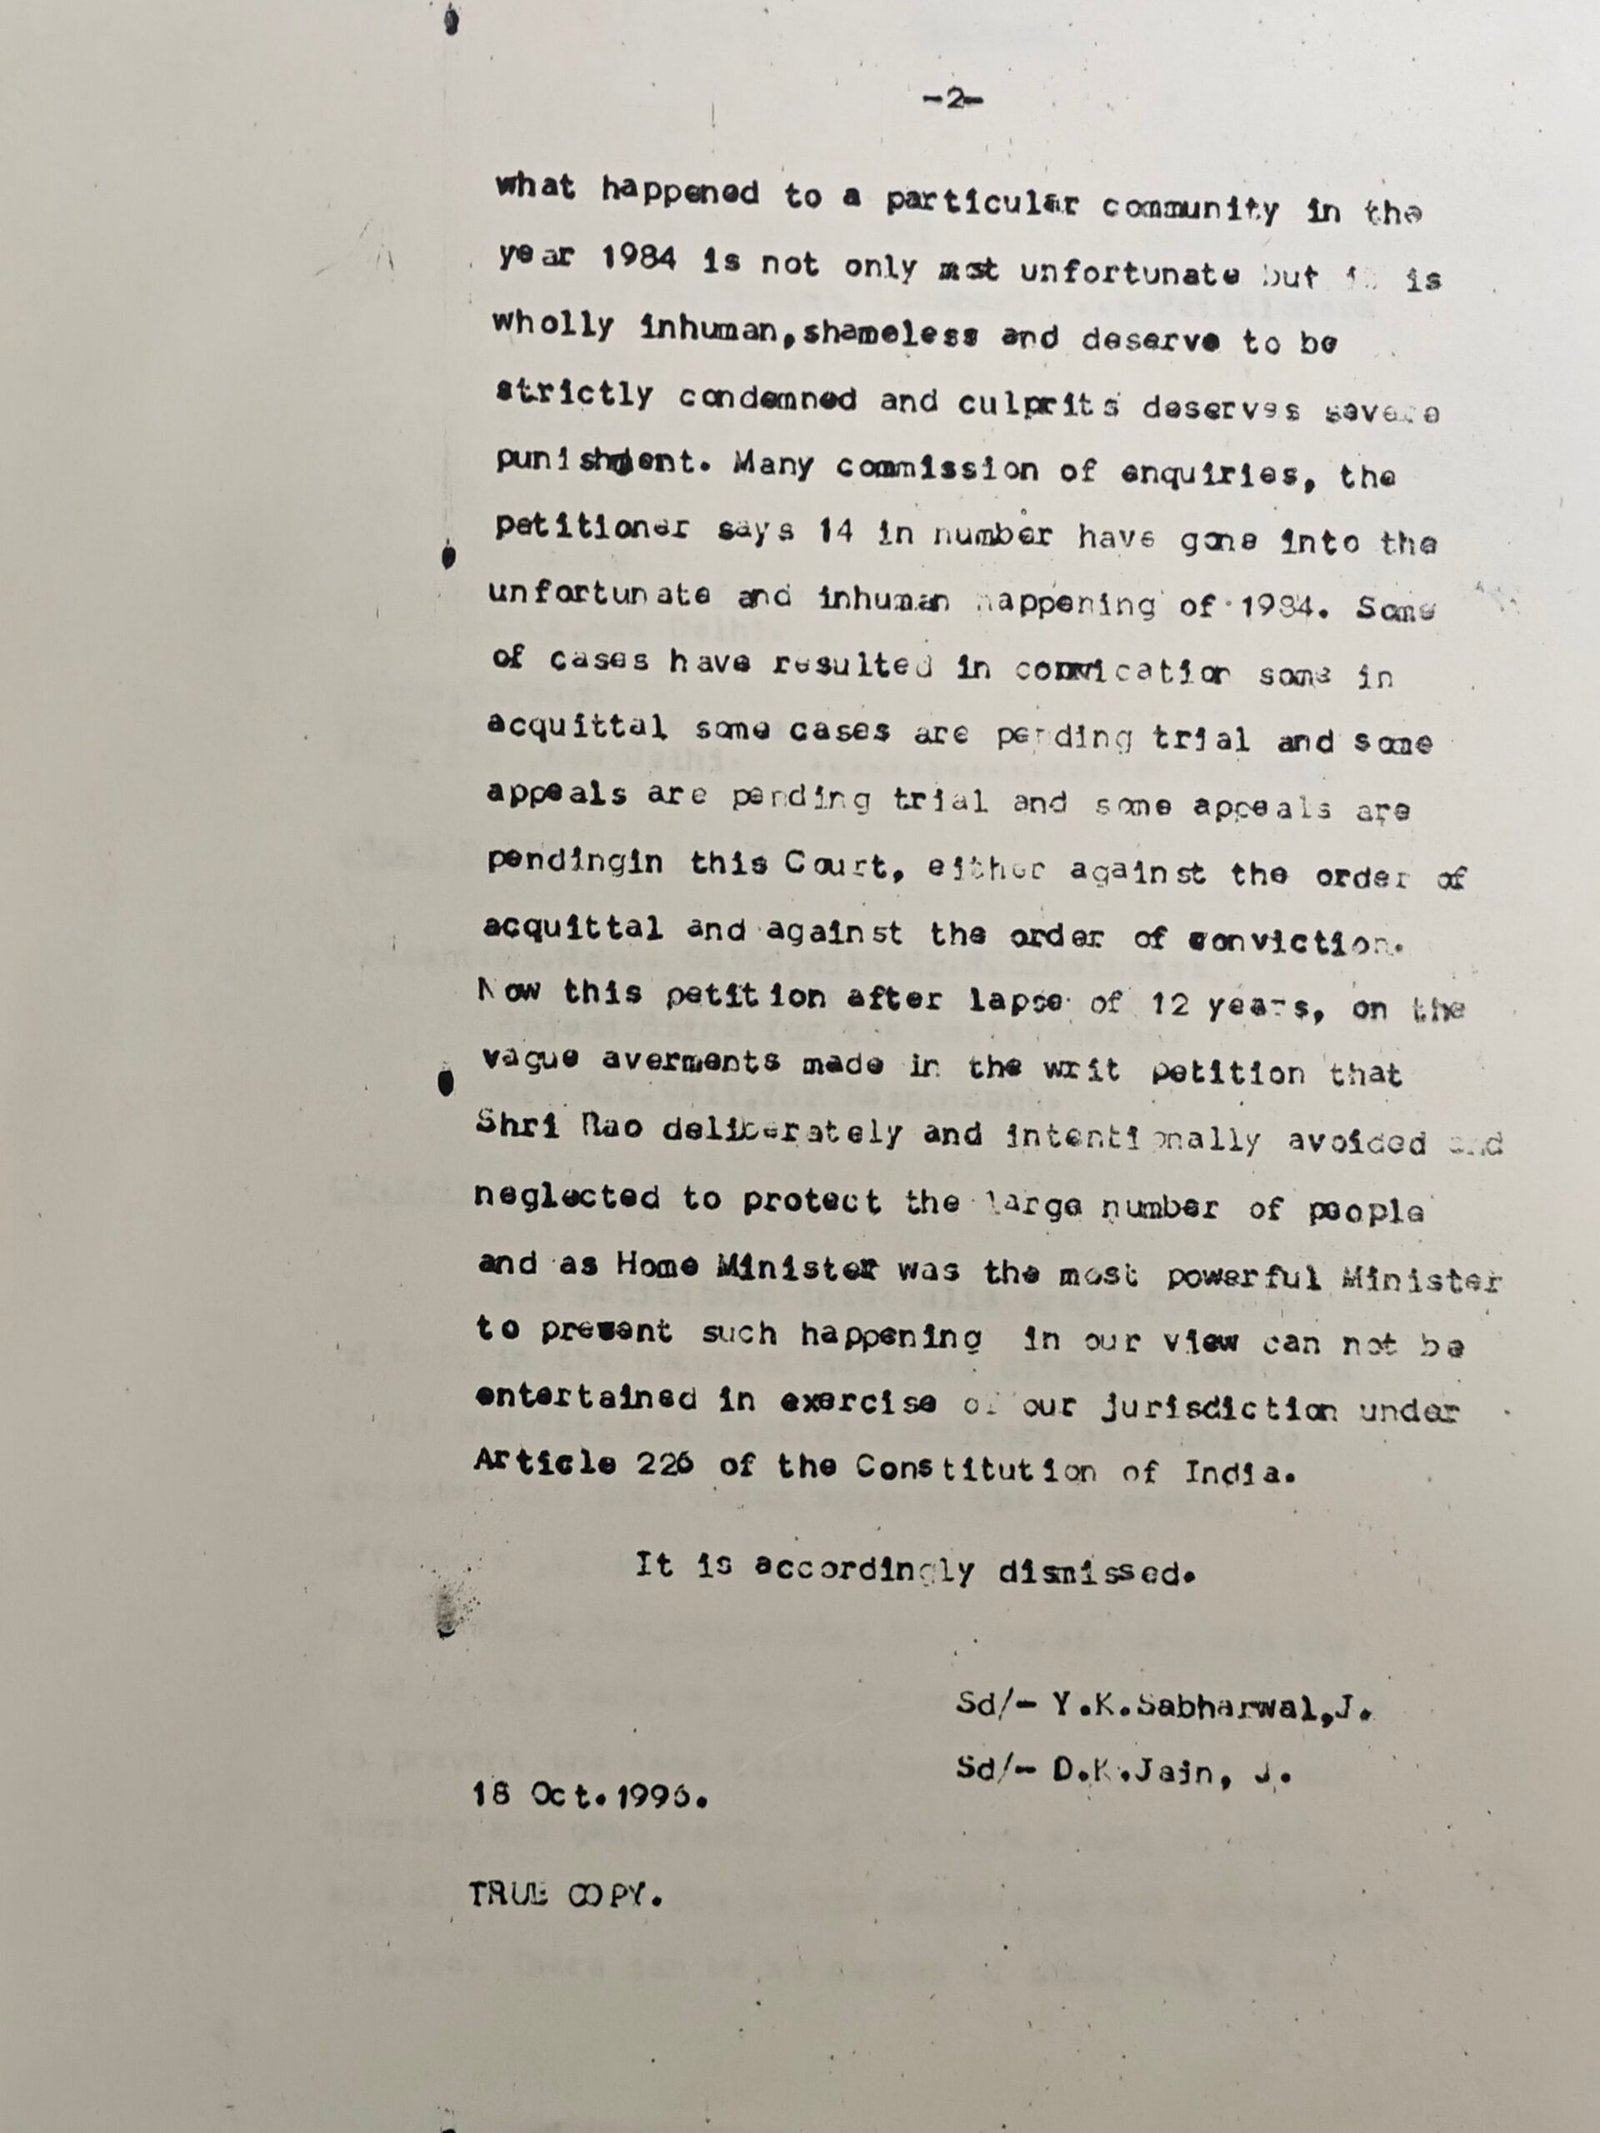 -2-
what happened to a particular community in the
year 1984 is not only most unfortunate but it is
wholly inhuman,shameless and deserve to be
strictly condemned and culprits deserves severe
punishment. Many commission of enquiries, the
petitioner says 14 in number have gone into the
unfortunate and inhuman happening of 1984. Some
of cases have resulted in convication some in
acquittal some cases are pending trial and some
appeals are pending trial and some appeals are
pendingin this Court, either against the order of
acquittal and against the order of conviction.
Now this petition after lapse of 12 years, on the
vague averments made in the writ petition that
Shri Rao deliberately and intentionally avoided and
neglected to protect the large number of people
and as Home Minister was the most powerful Minister
to prevent such happening in our view can not be
entertained in exercise of our jurisdiction under
Article 226 of the Constitution of India.
It is accordingly dismissed.
Sd/- Y.K.Sabharwal,J.
Sd/- D.K.Jain, J.
18 Oct.1996.
TRUE COPY.